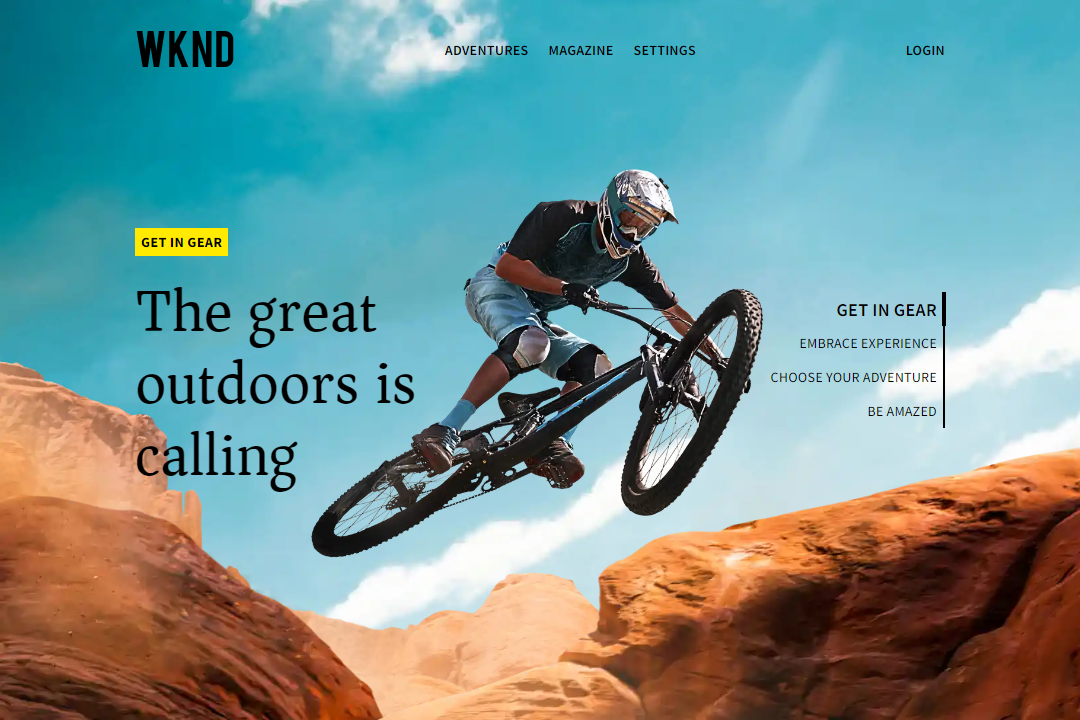 WKND
ADVENTURES MAGAZINE SETTINGS
LOGIN
GET IN GEAR
The great
outdoors is
calling
GET IN GEAR
EMBRACE EXPERIENCE
CHOOSE YOUR ADVENTURE
BE AMAZED